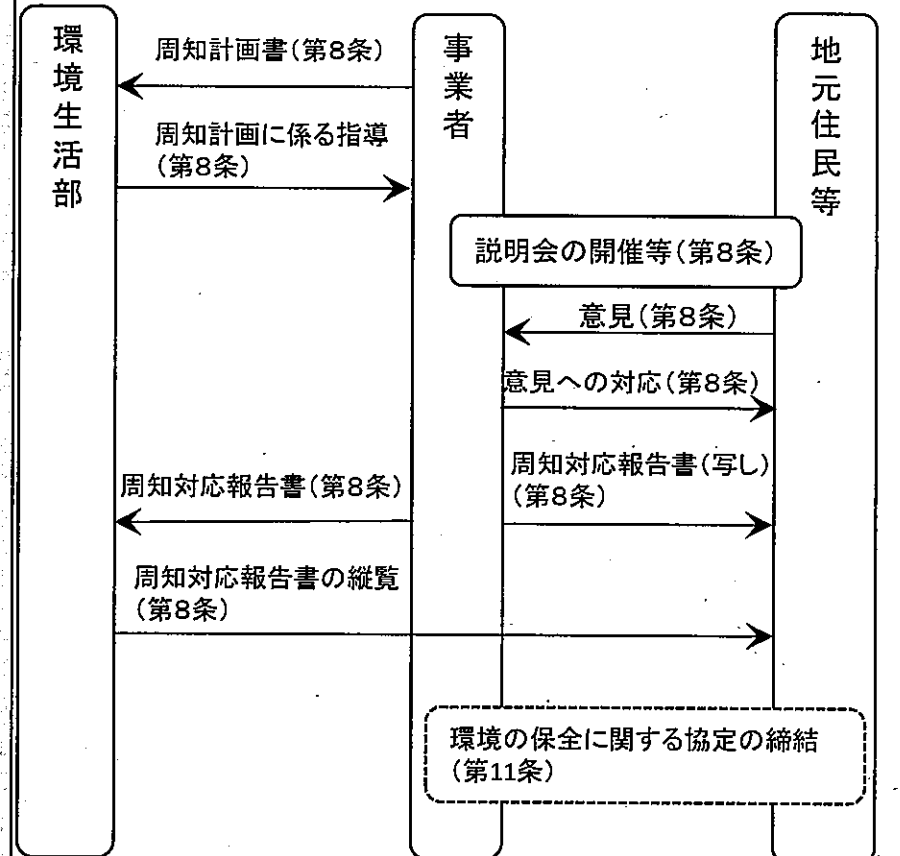 環境生活部
事業者
地元住民等
周知計画書(第8条)
周知計画に係る指導
(第8条)
説明会の開催等(第8条)
意見(第8条)
意見への対応(第8条)
周知対応報告書(写し)
(第8条)
周知対応報告書(第8条)
周知対応報告書の縦覧
(第8条)
環境の保全に関する協定の締結
(第11条)